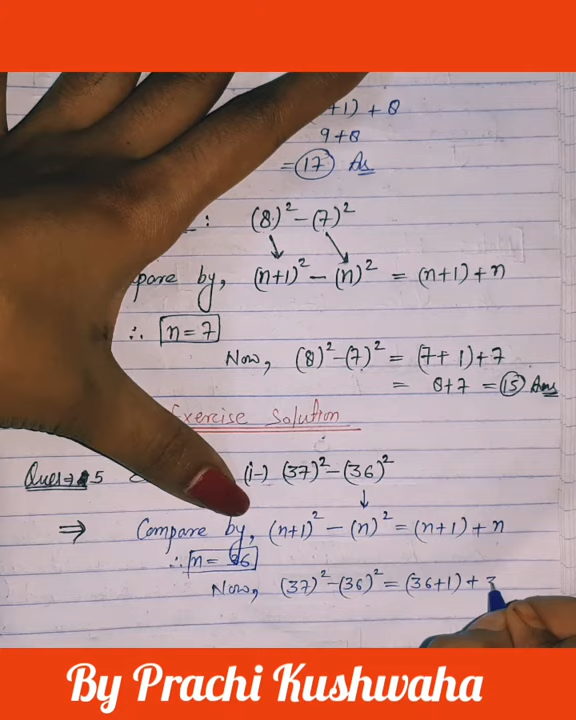 +1) + 8
9+8
= 17 Ans
: (8)² – (7)²
pare by, (n+1)² – (n)² = (n+1) + n
∴ n = 7
Now, (8)² – (7)² = (7+1)+7
= 8+7 = 15 Ans
Exercise Solution
Ques → 5 (i–) (37)² – (36)²
⇒ Compare by, (n+1)² – (n)² = (n+1) + n
∴ n = 36
Now, (37)² – (36)² = (36+1) + 3
By Prachi Kushwaha